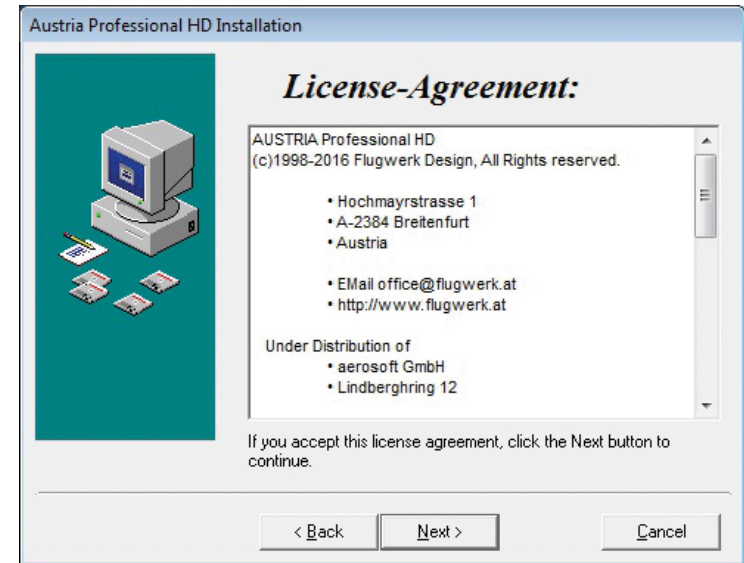 Austria Professional HD Installation
License-Agreement:
AUSTRIA Professional HD
(c)1998-2016 Flugwerk Design, All Rights reserved.
• Hochmayrstrasse 1
• A-2384 Breitenfurt
• Austria
• EMail office@flugwerk.at
• http://www.flugwerk.at
Under Distribution of
• aerosoft GmbH
• Lindberghring 12
If you accept this license agreement, click the Next button to
continue.
< Back Next > Cancel